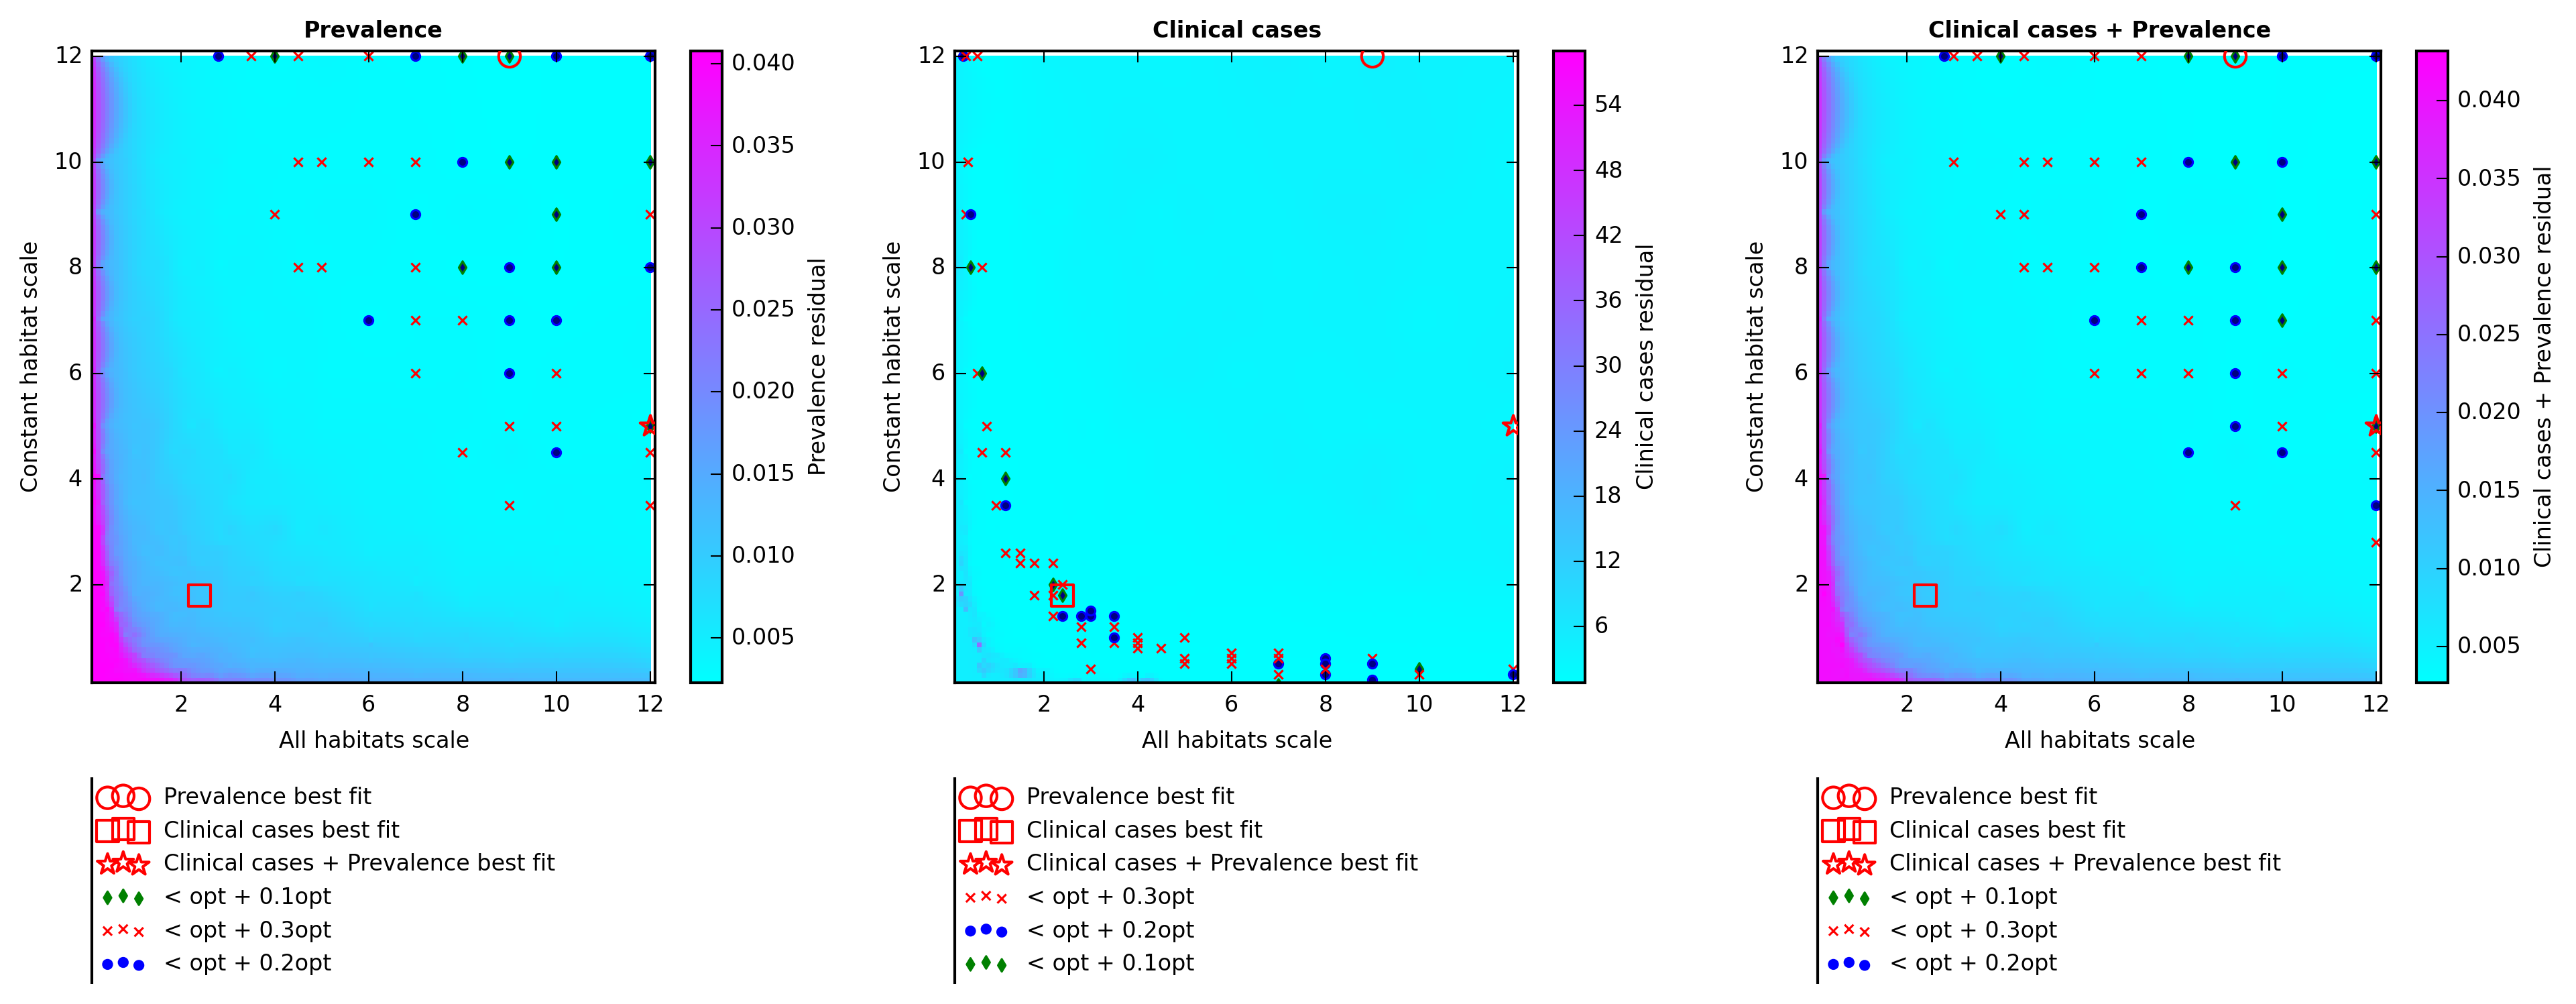 Prevalence
Constant habitat scale
12
10
8
6
4
2
2 4 6 8 10 12
All habitats scale
0.040
0.035
0.030
0.025
0.020
0.015
0.010
0.005
Prevalence residual
Prevalence best fit
Clinical cases best fit
Clinical cases + Prevalence best fit
< opt + 0.1opt
< opt + 0.3opt
< opt + 0.2opt
Clinical cases
Constant habitat scale
12
10
8
6
4
2
2 4 6 8 10 12
All habitats scale
54
48
42
36
30
24
18
12
6
Clinical cases residual
Prevalence best fit
Clinical cases best fit
Clinical cases + Prevalence best fit
< opt + 0.3opt
< opt + 0.2opt
< opt + 0.1opt
Clinical cases + Prevalence
Constant habitat scale
12
10
8
6
4
2
2 4 6 8 10 12
All habitats scale
0.040
0.035
0.030
0.025
0.020
0.015
0.010
0.005
Clinical cases + Prevalence residual
Prevalence best fit
Clinical cases best fit
Clinical cases + Prevalence best fit
< opt + 0.1opt
< opt + 0.3opt
< opt + 0.2opt